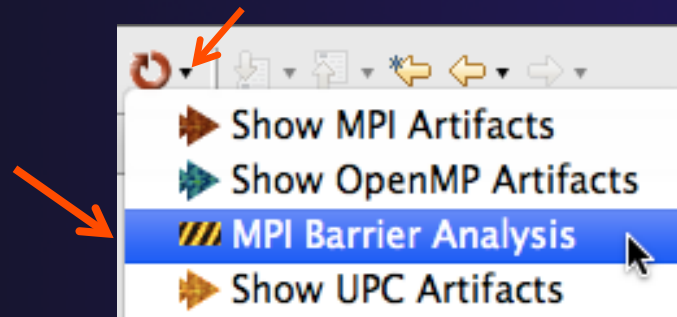 Show MPI Artifacts
Show OpenMP Artifacts
MPI Barrier Analysis
Show UPC Artifacts